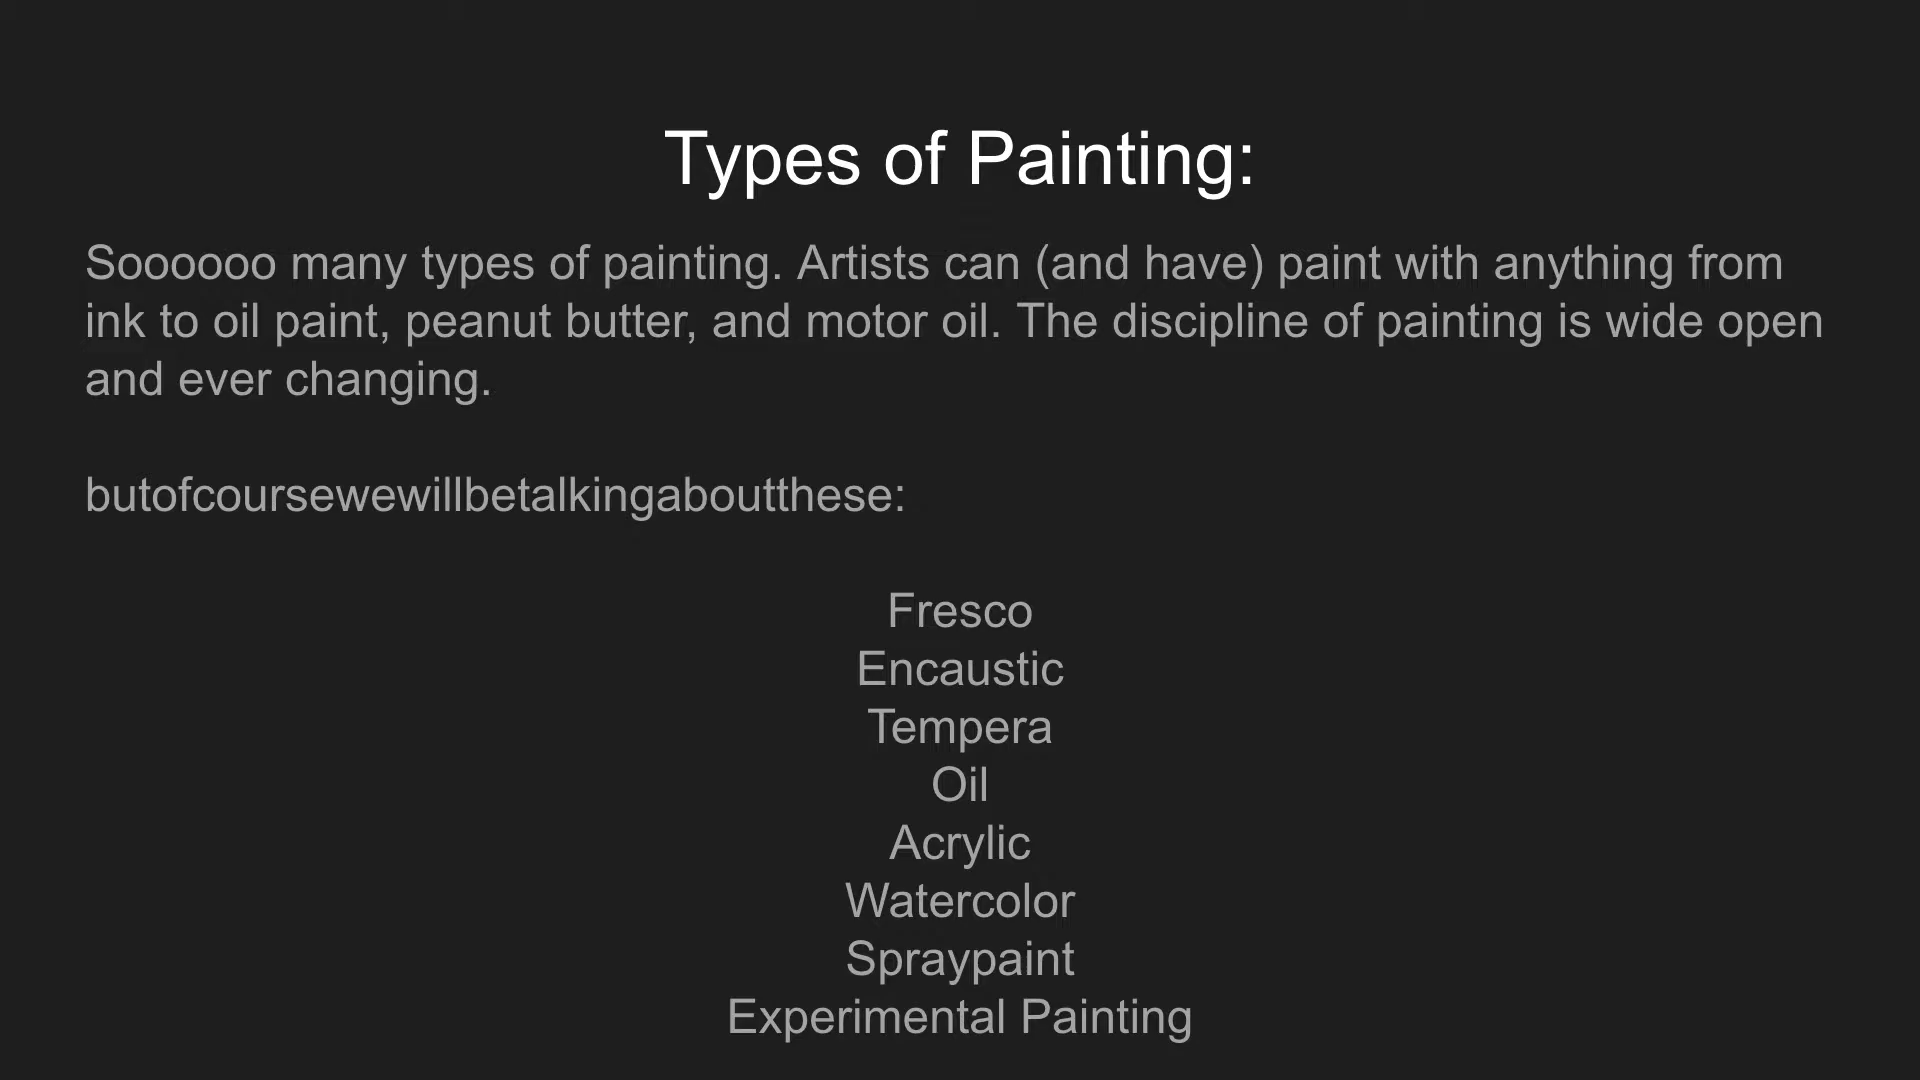 Types of Painting:
Soooooo many types of painting. Artists can (and have) paint with anything from
ink to oil paint, peanut butter, and motor oil. The discipline of painting is wide open
and ever changing.
butofcoursewewillbetalkingaboutthese:
Fresco
Encaustic
Tempera
Oil
Acrylic
Watercolor
Spraypaint
Experimental Painting